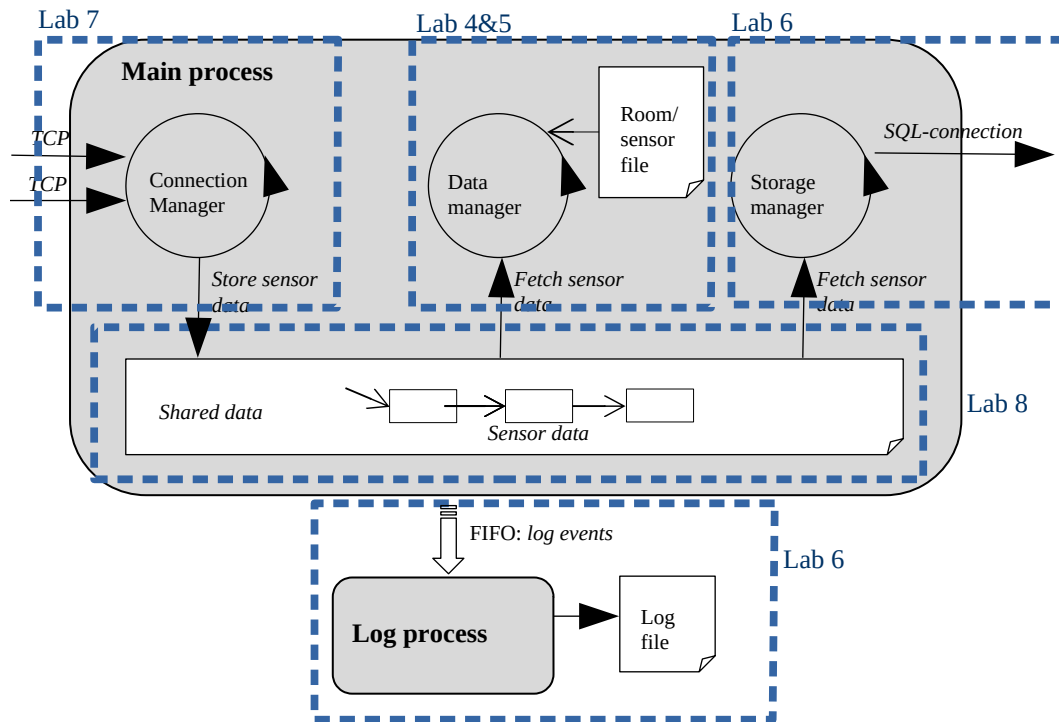 Lab 7
Lab 4&5
Lab 6
Main process
TCP
TCP
Connection
Manager
Data
manager
Room/
sensor
file
Storage
manager
SQL-connection
Store sensor
data
Fetch sensor
data
Fetch sensor
data
Shared data
Sensor data
Lab 8
FIFO: log events
Lab 6
Log process
Log
file